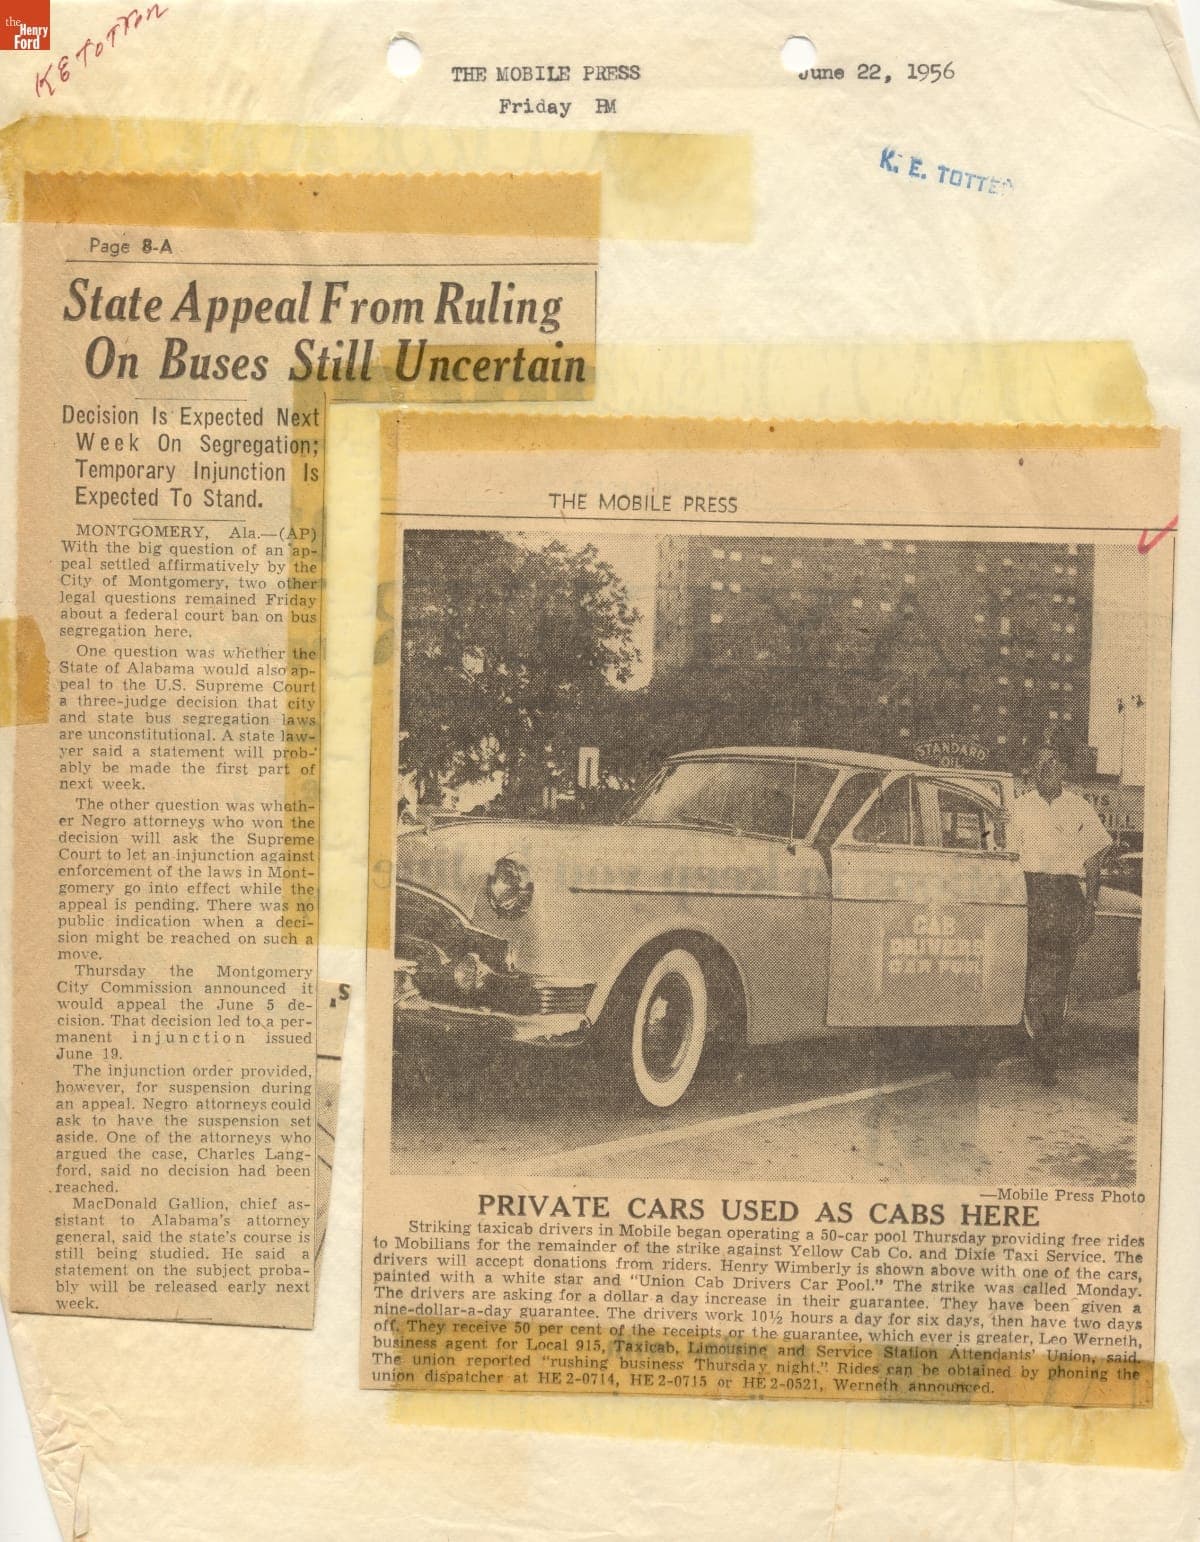 the
Henry
Ford
KE Totten
THE MOBILE PRESS
June 22, 1956
Friday PM
K. E. TOTTEN
Page 8-A
State Appeal From Ruling
On Buses Still Uncertain
Decision Is Expected Next
Week On Segregation;
Temporary Injunction Is
Expected To Stand.
MONTGOMERY, Ala.—(AP)
With the big question of an ap-
peal settled affirmatively by the
City of Montgomery, two other
legal questions remained Friday
about a federal court ban on bus
segregation here.
One question was whether the
State of Alabama would also ap-
peal to the U.S. Supreme Court
a three-judge decision that city
and state bus segregation laws
are unconstitutional. A state law-
yer said a statement will prob-
ably be made the first part of
next week.
The other question was wheth-
er Negro attorneys who won the
decision will ask the Supreme
Court to let an injunction against
enforcement of the laws in Mont-
gomery go into effect while the
appeal is pending. There was no
public indication when a deci-
sion might be reached on such a
move.
Thursday the Montgomery
City Commission announced it
would appeal the June 5 de-
cision. That decision led to a per-
manent injunction issued
June 19.
The injunction order provided,
however, for suspension during
an appeal. Negro attorneys could
ask to have the suspension set
aside. One of the attorneys who
argued the case, Charles Lang-
ford, said no decision had been
reached.
MacDonald Gallion, chief as-
sistant to Alabama's attorney
general, said the state's course is
still being studied. He said a
statement on the subject proba-
bly will be released early next
week.
THE MOBILE PRESS
STANDARD
OIL
CAB
DRIVERS
CAR POOL
—Mobile Press Photo
PRIVATE CARS USED AS CABS HERE
Striking taxicab drivers in Mobile began operating a 50-car pool Thursday providing free rides
to Mobilians for the remainder of the strike against Yellow Cab Co. and Dixie Taxi Service. The
drivers will accept donations from riders. Henry Wimberly is shown above with one of the cars,
painted with a white star and "Union Cab Drivers Car Pool." The strike was called Monday.
The drivers are asking for a dollar a day increase in their guarantee. They have been given a
nine-dollar-a-day guarantee. The drivers work 10½ hours a day for six days, then have two days
off. They receive 50 per cent of the receipts or the guarantee, which ever is greater, Leo Werneth,
business agent for Local 915, Taxicab, Limousine and Service Station Attendants' Union, said.
The union reported "rushing business Thursday night." Rides can be obtained by phoning the
union dispatcher at HE 2-0714, HE 2-0715 or HE 2-0521, Werneth announced.